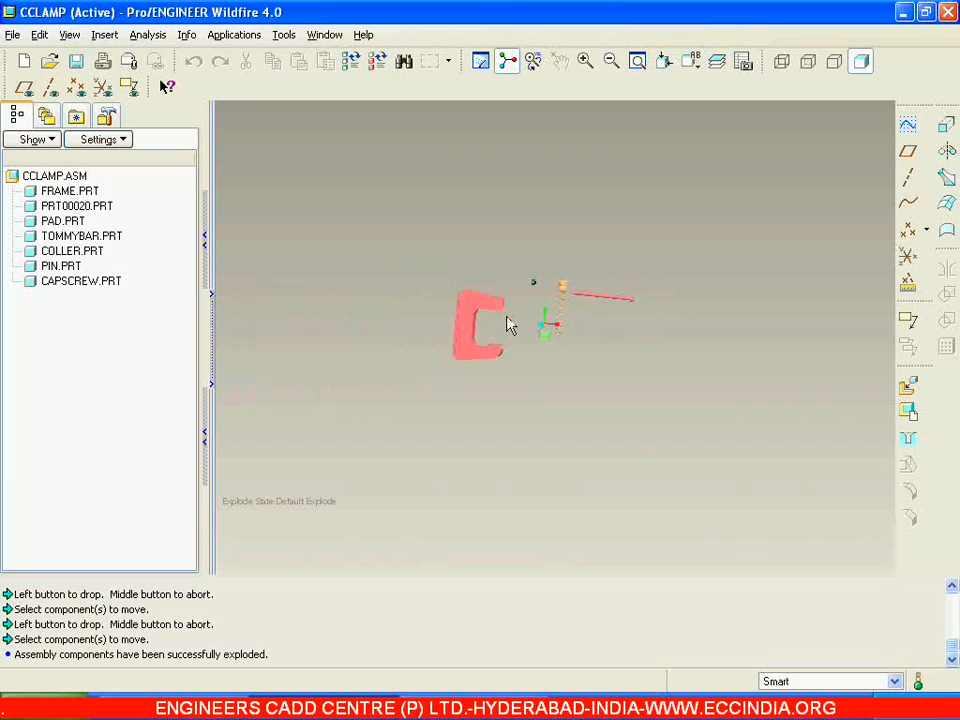 CCLAMP (Active) - Pro/ENGINEER Wildfire 4.0
File Edit View Insert Analysis Info Applications Tools Window Help
Show Settings
CCLAMP.ASM
FRAME.PRT
PRT00020.PRT
PAD.PRT
TOMMYBAR.PRT
COLLER.PRT
PIN.PRT
CAPSCREW.PRT
Explode State:Default Explode
Left button to drop. Middle button to abort.
Select component(s) to move.
Left button to drop. Middle button to abort.
Select component(s) to move.
Assembly components have been successfully exploded.
Smart
ENGINEERS CADD CENTRE (P) LTD.-HYDERABAD-INDIA-WWW.ECCINDIA.ORG